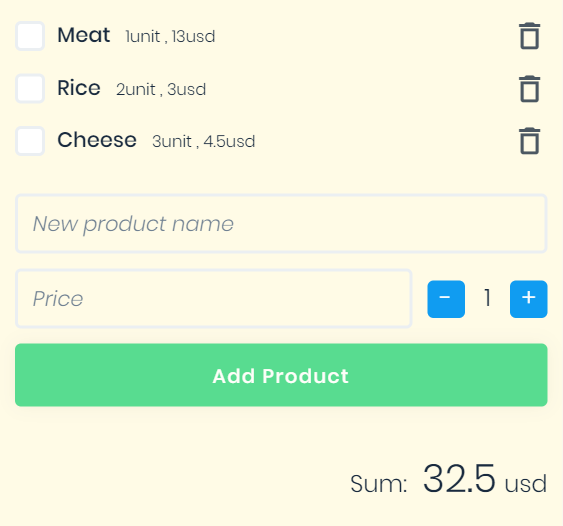 Meat 1unit , 13usd
Rice 2unit , 3usd
Cheese 3unit , 4.5usd
New product name
Price - 1 +
Add Product
Sum: 32.5 usd